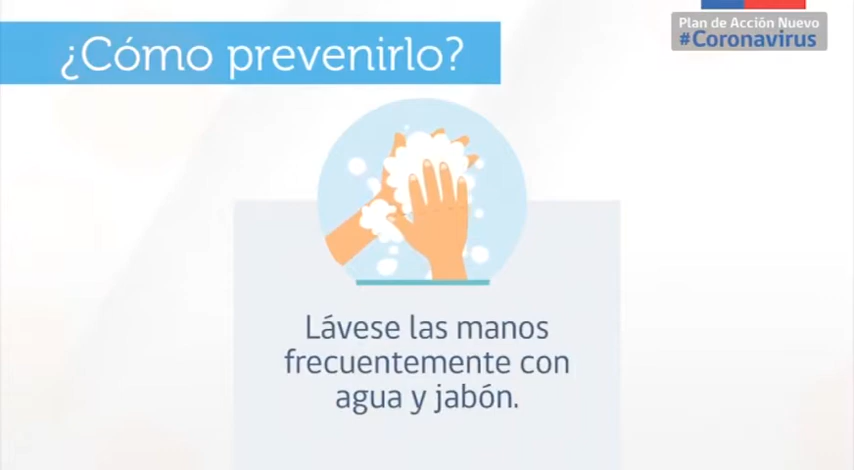 Plan de Acción Nuevo
#Coronavirus
¿Cómo prevenirlo?
Lávese las manos
frecuentemente con
agua y jabón.